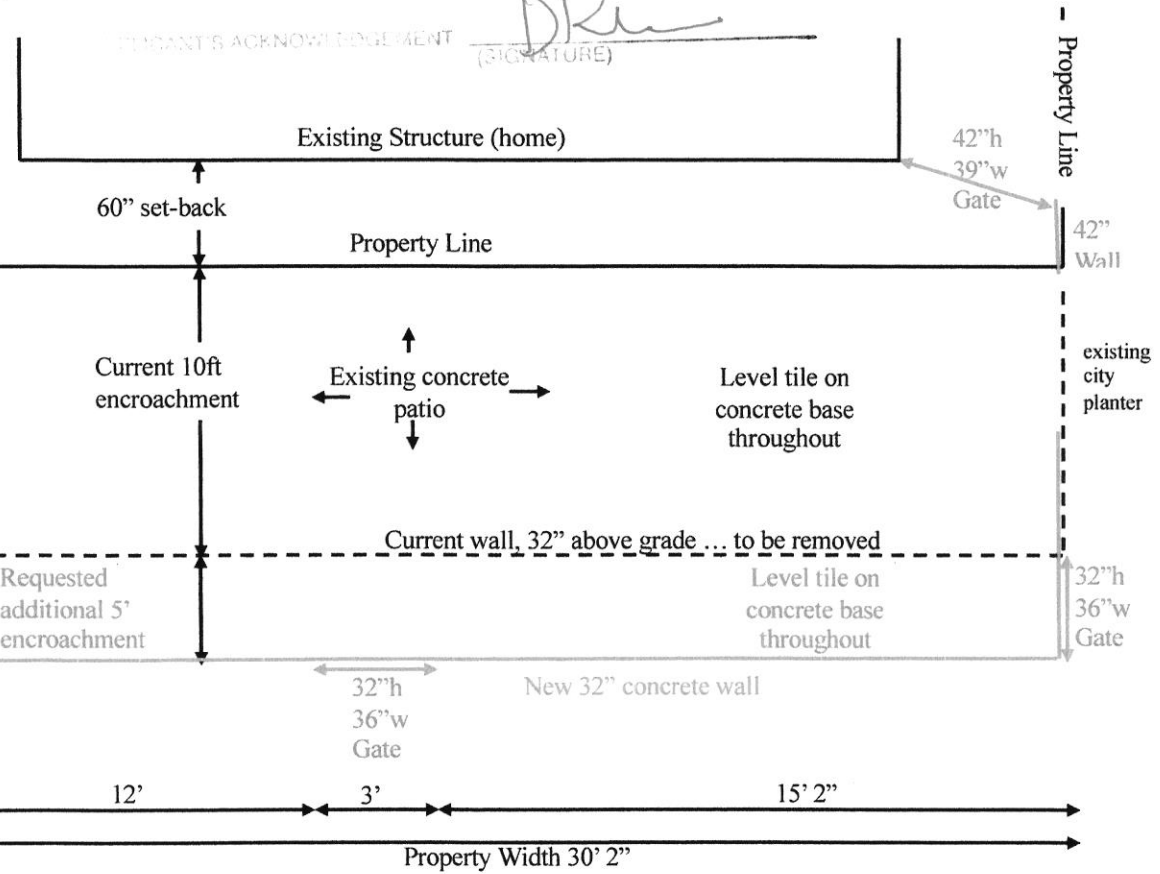 ACKNOWLEDGEMENT
(SIGNATURE)
Property Line
Existing Structure (home)
42”h
39”w
Gate
60” set-back
Property Line
42”
Wall
Current 10ft
encroachment
Existing concrete
patio
Level tile on
concrete base
throughout
existing
city
planter
Current wall, 32” above grade … to be removed
Requested
additional 5’
encroachment
Level tile on
concrete base
throughout
32”h
36”w
Gate
32”h
36”w
Gate
New 32” concrete wall
12’
3’
15’ 2”
Property Width 30’ 2”